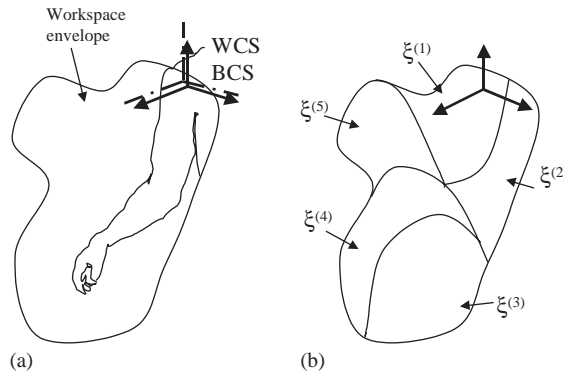 Workspace
envelope
WCS
BCS
(a)
ξ(1)
ξ(5)
ξ(2
ξ(4)
ξ(3)
(b)